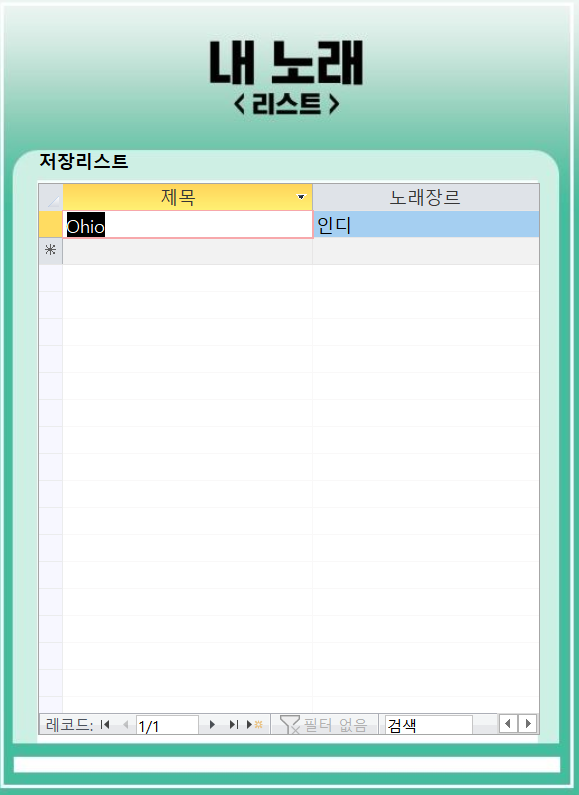 내 노래
< 리스트 >
저장리스트
제목 노래장르
Ohio 인디
레코드: 1/1 필터 없음 검색